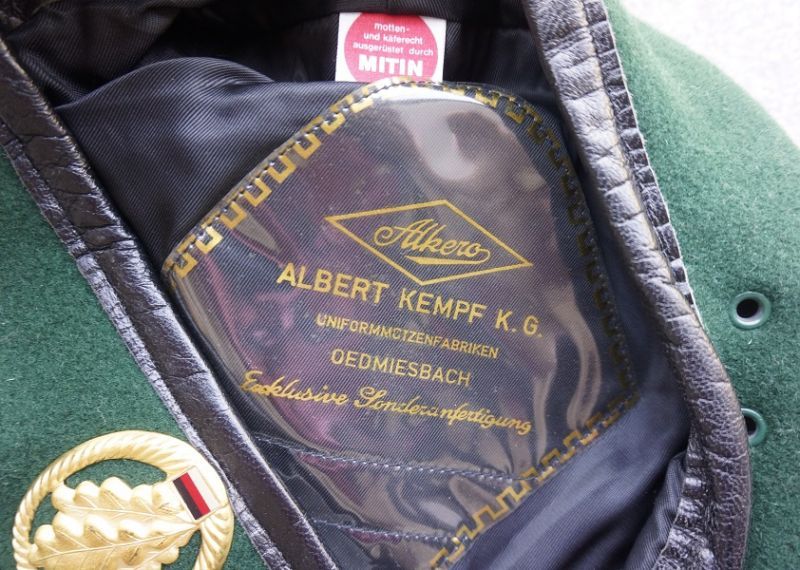 motten-
und käferecht
ausgerüstet durch
MITIN
Alkero
ALBERT KEMPF K.G.
UNIFORMMÜTZENFABRIKEN
OEDMIESBACH
Exklusive Sonderanfertigung